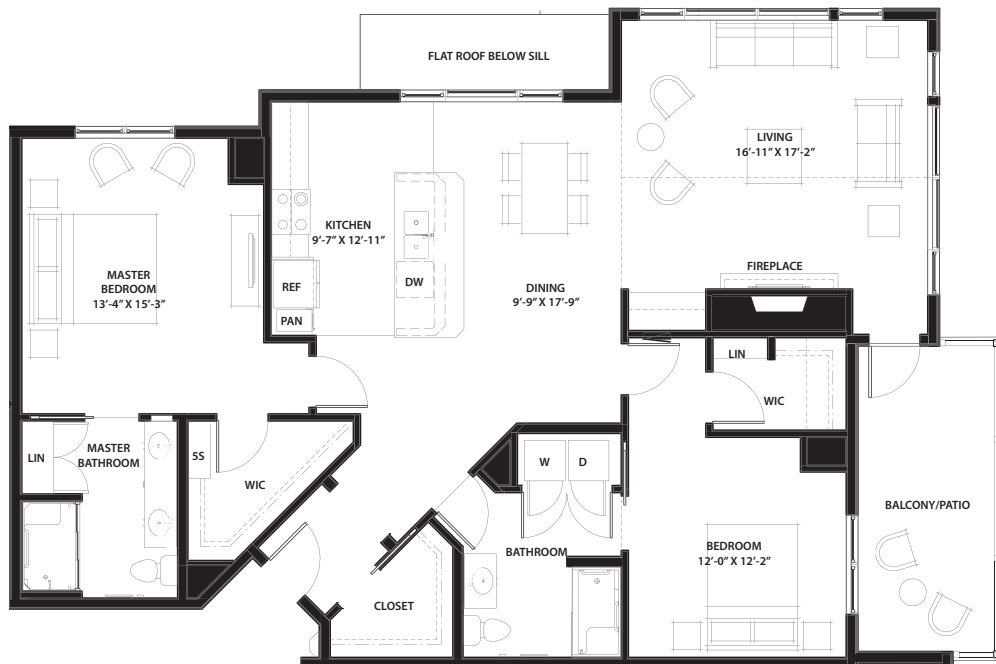 FLAT ROOF BELOW SILL
LIVING
16’-11” X 17’-2”
KITCHEN
9’-7” X 12’-11”
FIREPLACE
MASTER
BEDROOM
13’-4” X 15’-3”
REF
DW
DINING
9’-9” X 17’-9”
PAN
LIN
WIC
LIN
MASTER
BATHROOM
5S
WIC
W
D
BALCONY/PATIO
BATHROOM
BEDROOM
12’-0” X 12’-2”
CLOSET